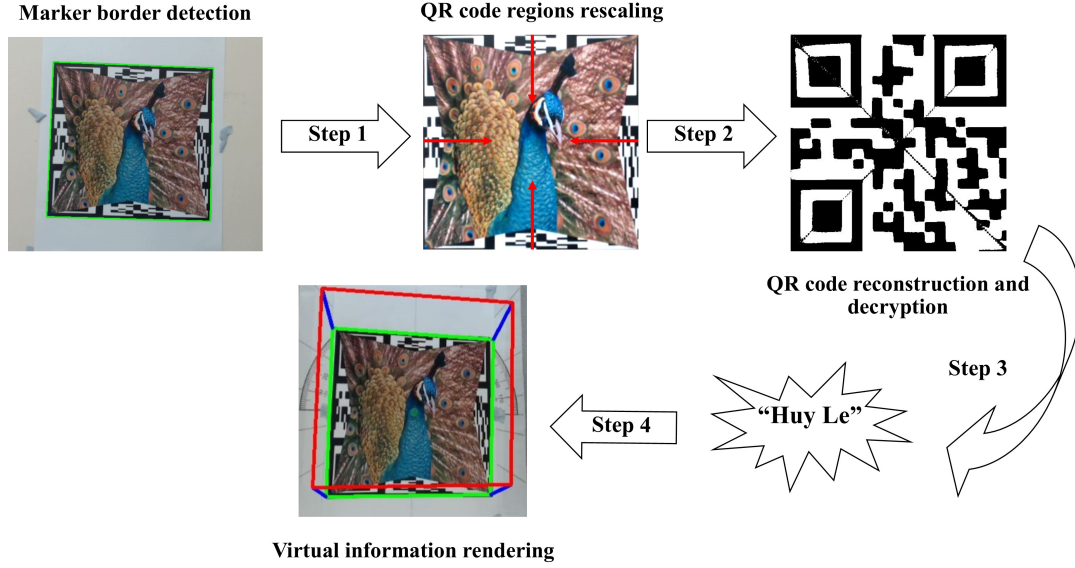 Marker border detection
QR code regions rescaling
Step 1
Step 2
QR code reconstruction and
decryption
Step 3
“Huy Le”
Step 4
Virtual information rendering